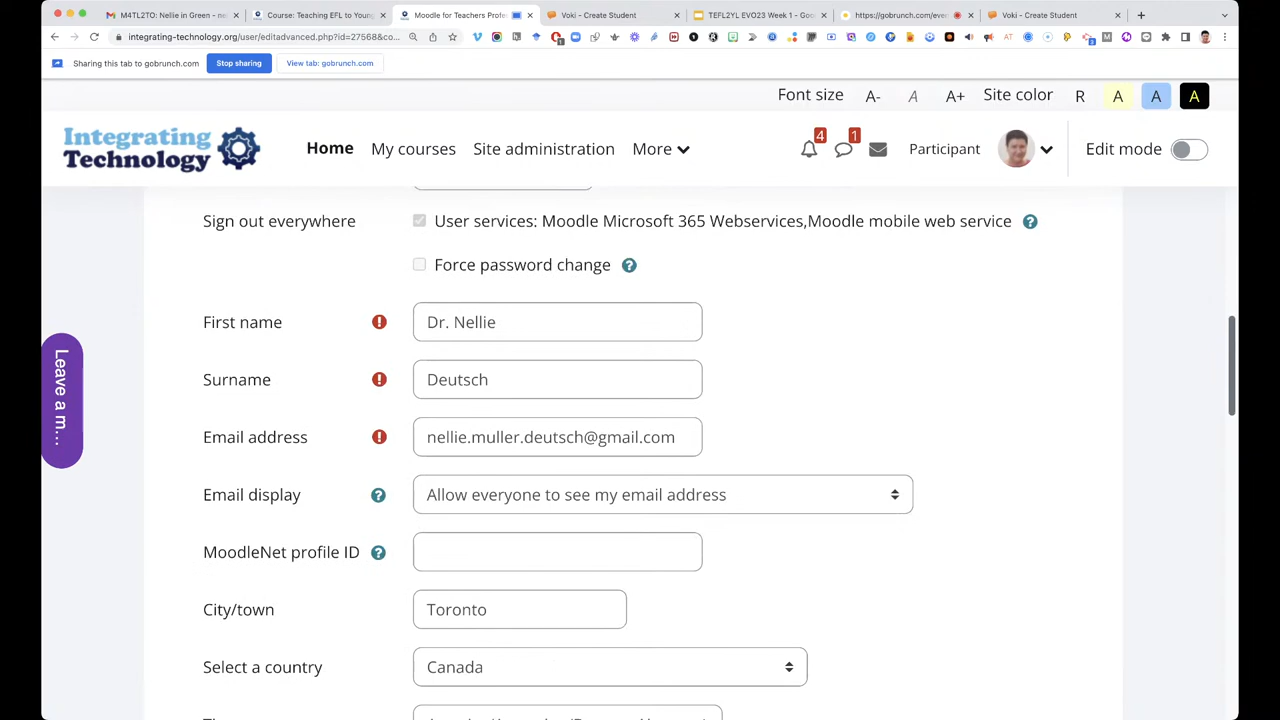 M4TL2TO: Nellie in Green - ne
Course: Teaching EFL to Young
Moodle for Teachers Profe
Voki - Create Student
TEFL2YL EVO23 Week 1 - Goo
https://gobrunch.com/even
Voki - Create Student
integrating-technology.org/user/editadvanced.php?id=27568&co...
Sharing this tab to gobrunch.com
Stop sharing
View tab: gobrunch.com
Font size A- A A+ Site color R A A A
Integrating
Technology
Home My courses Site administration More
4 1 Participant Edit mode
Sign out everywhere User services: Moodle Microsoft 365 Webservices,Moodle mobile web service
Force password change
First name Dr. Nellie
Surname Deutsch
Email address nellie.muller.deutsch@gmail.com
Email display Allow everyone to see my email address
MoodleNet profile ID
City/town Toronto
Select a country Canada
Leave a m...